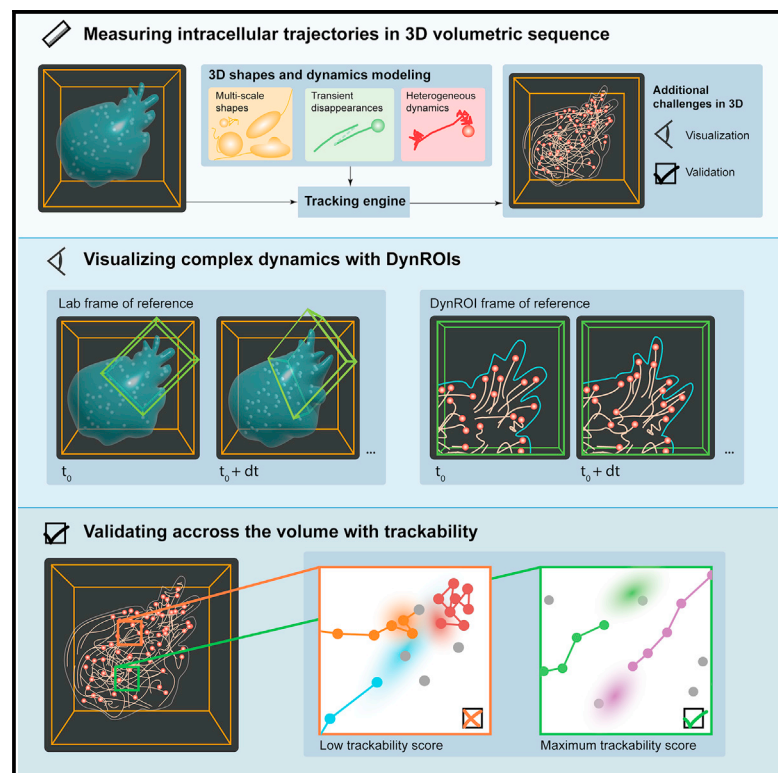 Measuring intracellular trajectories in 3D volumetric sequence
3D shapes and dynamics modeling
Multi-scale
shapes
Transient
disappearances
Heterogeneous
dynamics
Tracking engine
Additional
challenges in 3D
Visualization
Validation
Visualizing complex dynamics with DynROIs
Lab frame of reference
t0
t0 + dt
...
DynROI frame of reference
t0
t0 + dt
...
Validating accross the volume with trackability
Low trackability score
Maximum trackability score